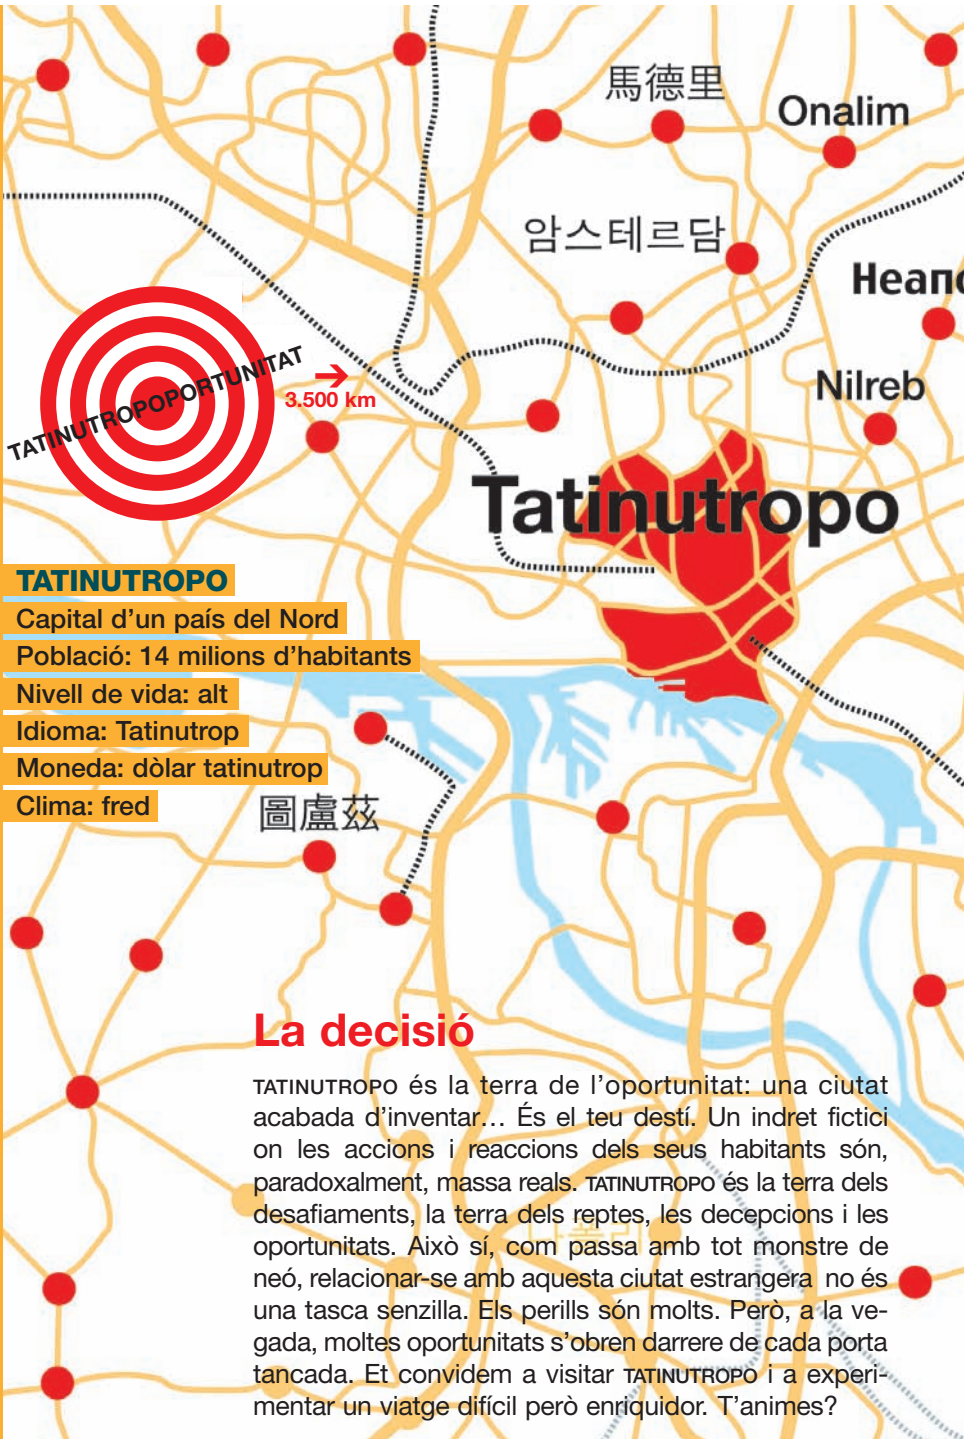 馬德里
Onalim
암스테르담
Неапо
Nilreb
TATINUTROPOPORTUNITAT
➔
3.500 km
Tatinutropo
TATINUTROPO
Capital d’un país del Nord
Població: 14 milions d’habitants
Nivell de vida: alt
Idioma: Tatinutrop
Moneda: dòlar tatinutrop
Clima: fred
圖盧茲
La decisió
TATINUTROPO és la terra de l’oportunitat: una ciutat
acabada d’inventar… És el teu destí. Un indret fictici
on les accions i reaccions dels seus habitants són,
paradoxalment, massa reals. TATINUTROPO és la terra dels
desafiaments, la terra dels reptes, les decepcions i les
oportunitats. Això sí, com passa amb tot monstre de
neó, relacionar-se amb aquesta ciutat estrangera no és
una tasca senzilla. Els perills són molts. Però, a la ve-
gada, moltes oportunitats s’obren darrere de cada porta
tancada. Et convidem a visitar TATINUTROPO i a experi-
mentar un viatge difícil però enriquidor. T’animes?